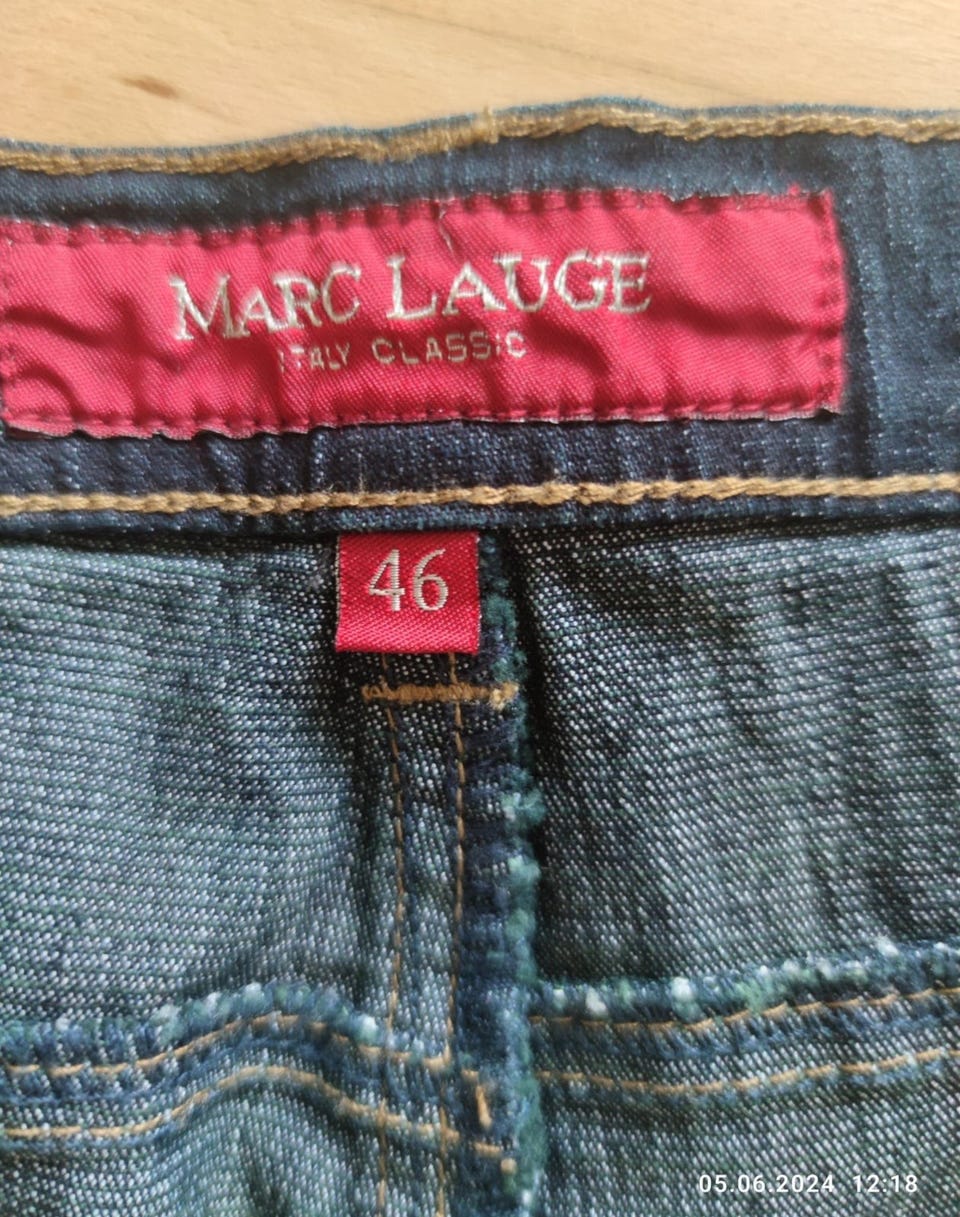 MARC LAUGE
ITALY CLASSIC
46
05.06.2024 12:18